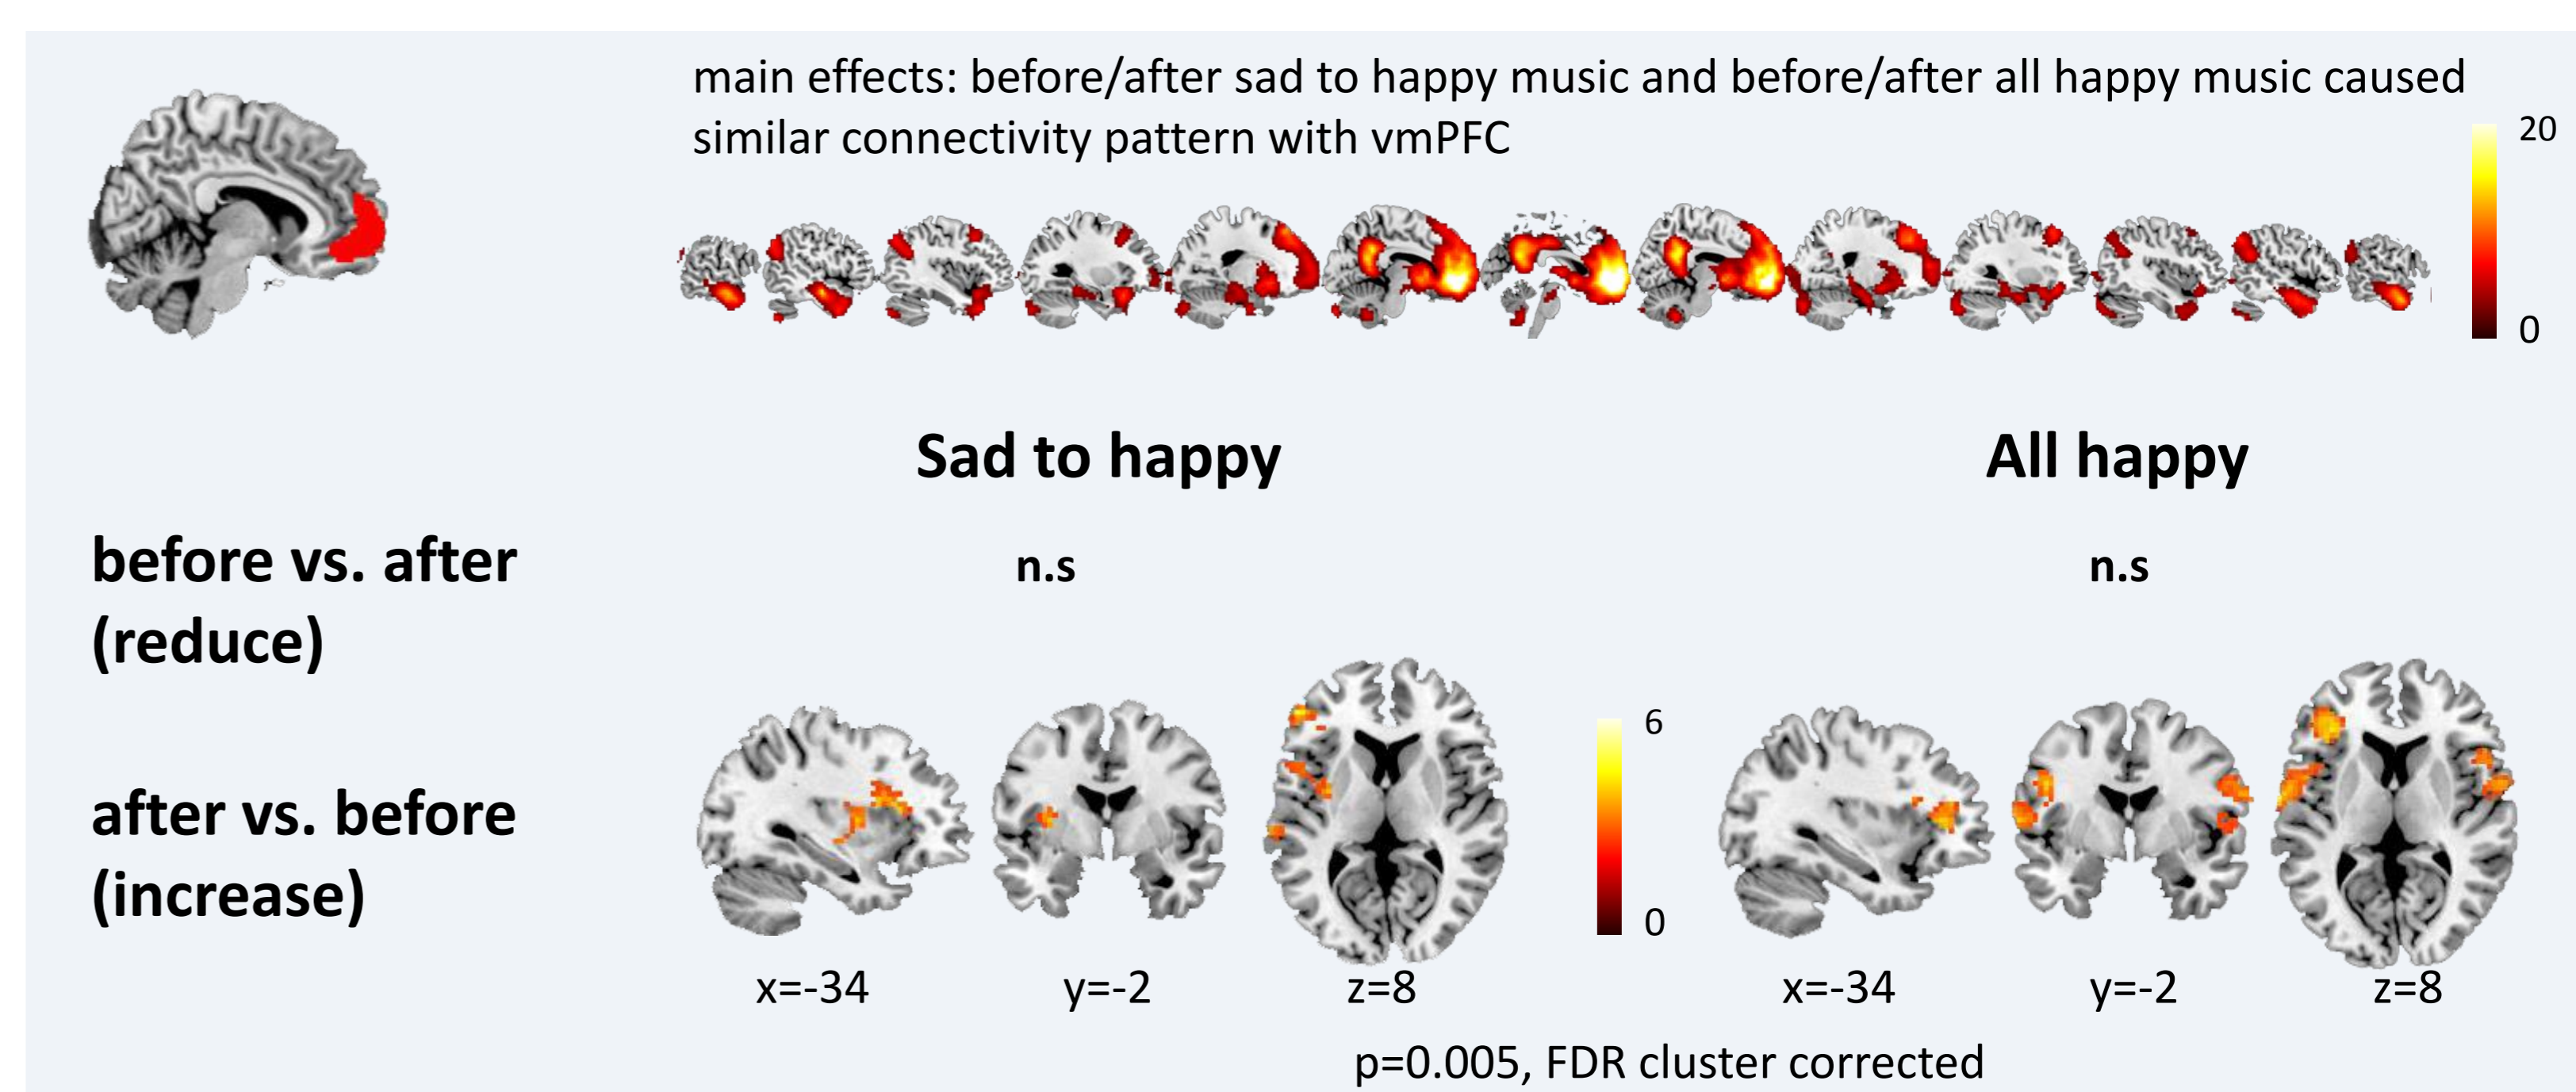 main effects: before/after sad to happy music and before/after all happy music caused
similar connectivity pattern with vmPFC
20
0
Sad to happy
All happy
before vs. after
(reduce)
n.s
n.s
after vs. before
(increase)
6
0
x=-34
y=-2
z=8
x=-34
y=-2
z=8
p=0.005, FDR cluster corrected